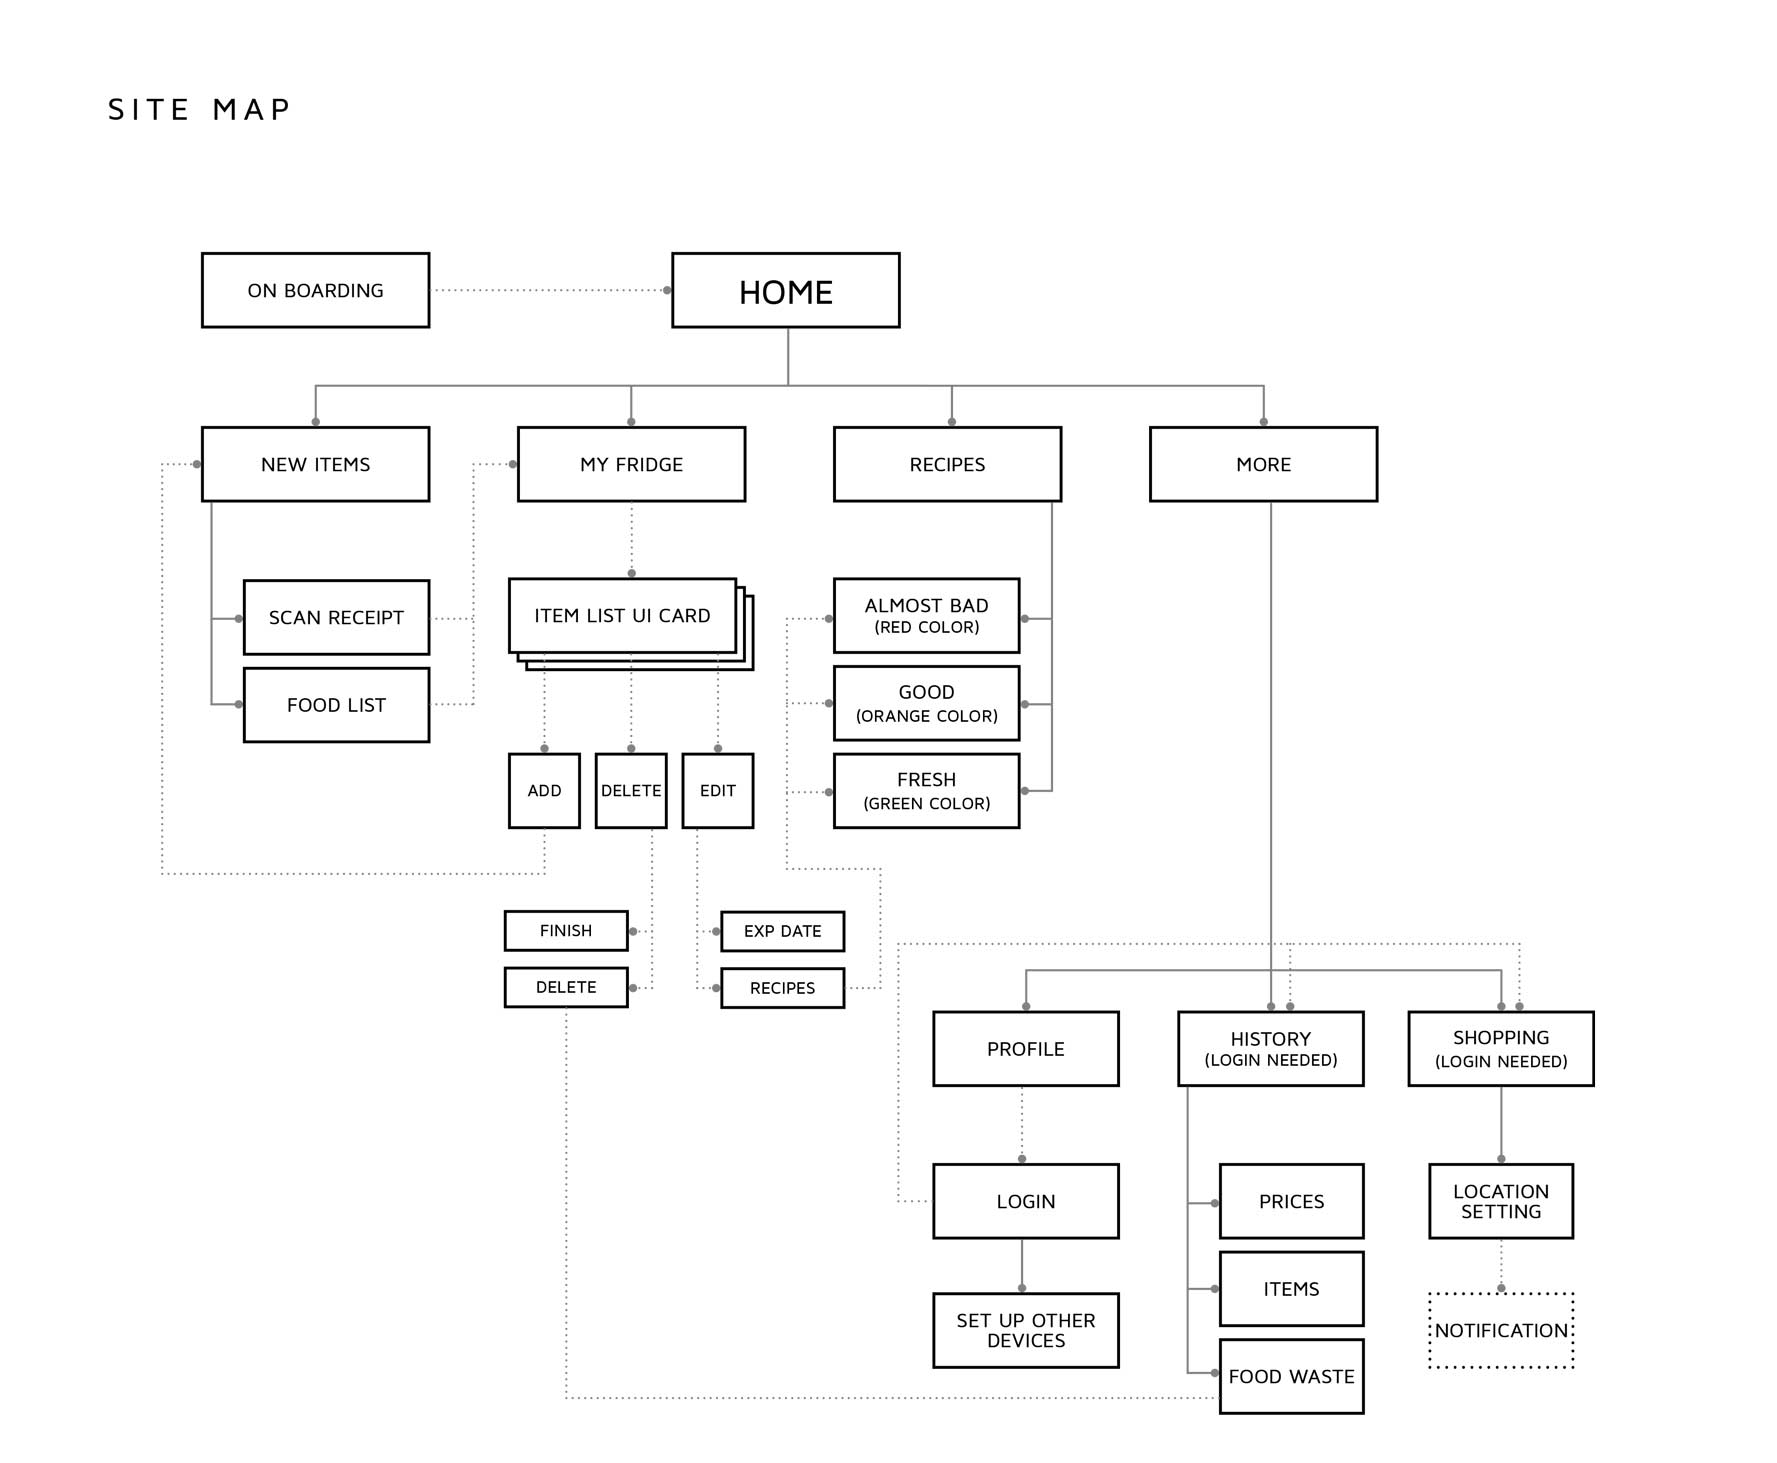 SITE MAP
ON BOARDING
HOME
NEW ITEMS
MY FRIDGE
RECIPES
MORE
SCAN RECEIPT
FOOD LIST
ITEM LIST UI CARD
ALMOST BAD
(RED COLOR)
GOOD
(ORANGE COLOR)
FRESH
(GREEN COLOR)
ADD
DELETE
EDIT
FINISH
DELETE
EXP DATE
RECIPES
PROFILE
HISTORY
(LOGIN NEEDED)
SHOPPING
(LOGIN NEEDED)
LOGIN
SET UP OTHER
DEVICES
PRICES
ITEMS
FOOD WASTE
LOCATION
SETTING
NOTIFICATION